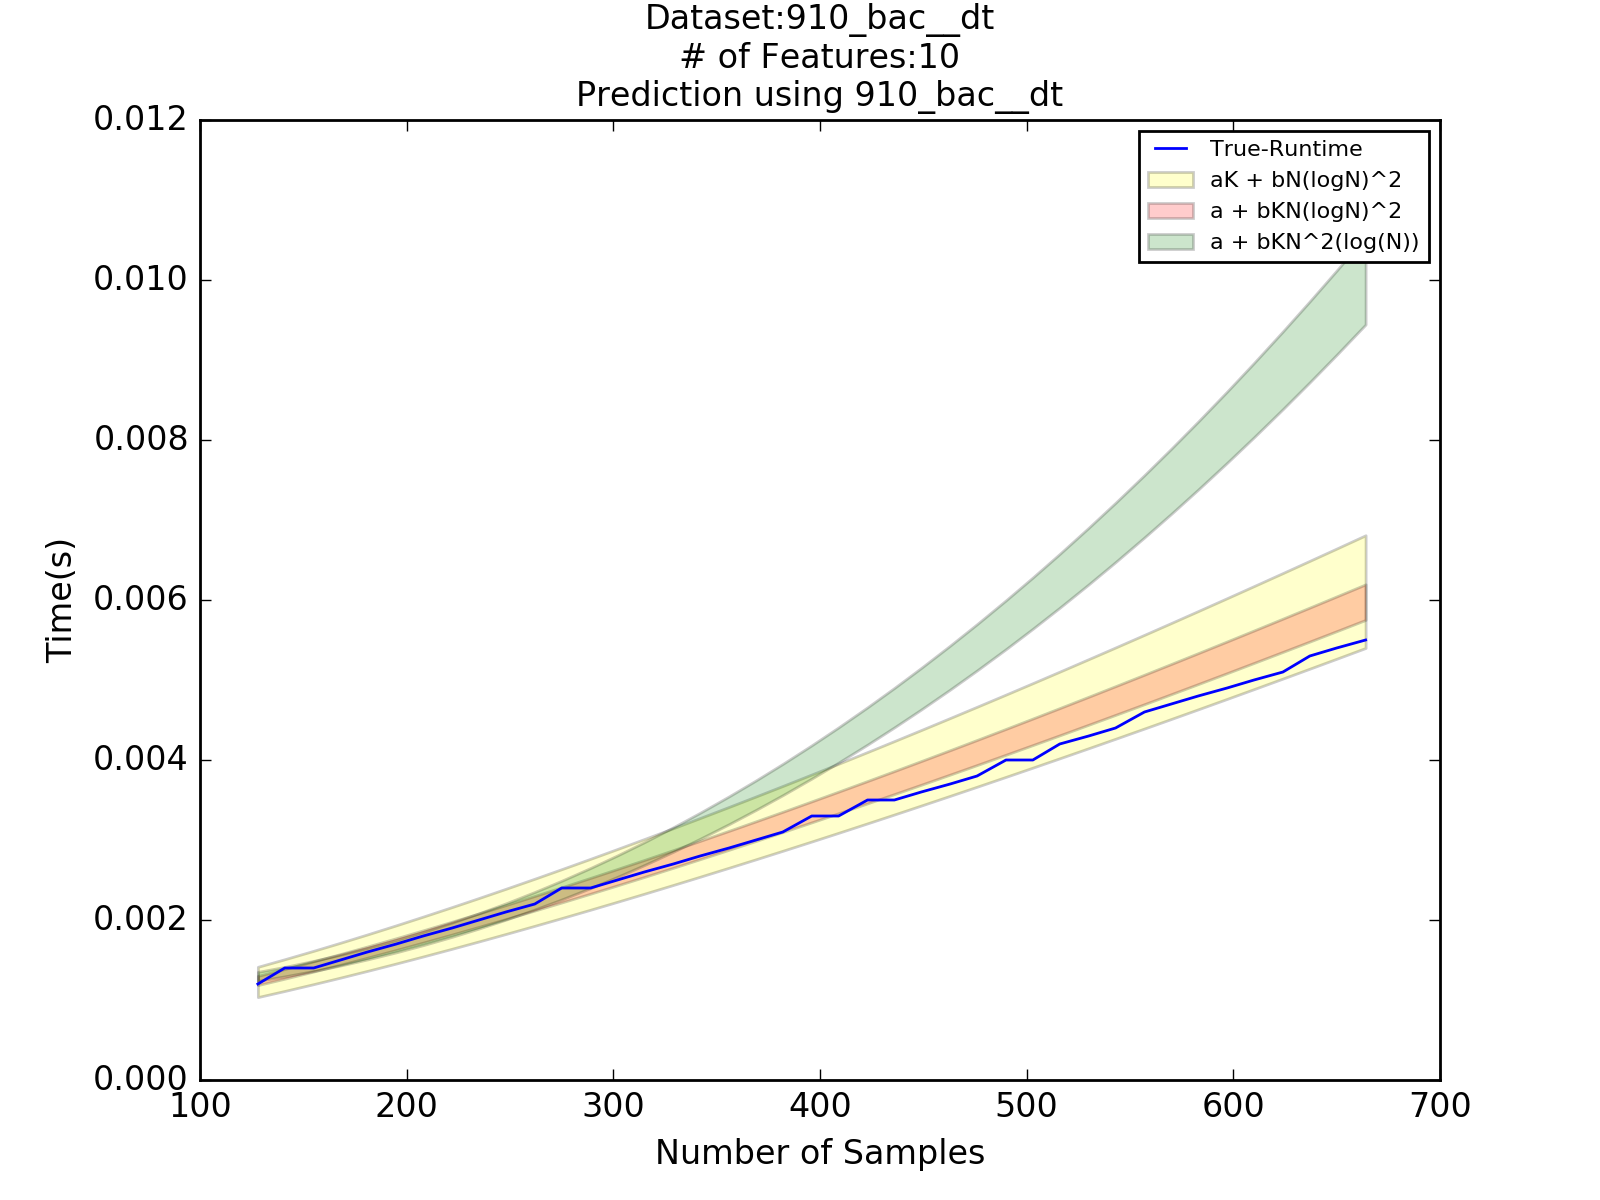 Dataset:910_bac__dt
# of Features:10
Prediction using 910_bac__dt
0.012
0.010
0.008
0.006
0.004
0.002
0.000
Time(s)
True-Runtime
aK + bN(logN)^2
a + bKN(logN)^2
a + bKN^2(log(N))
100 200 300 400 500 600 700
Number of Samples